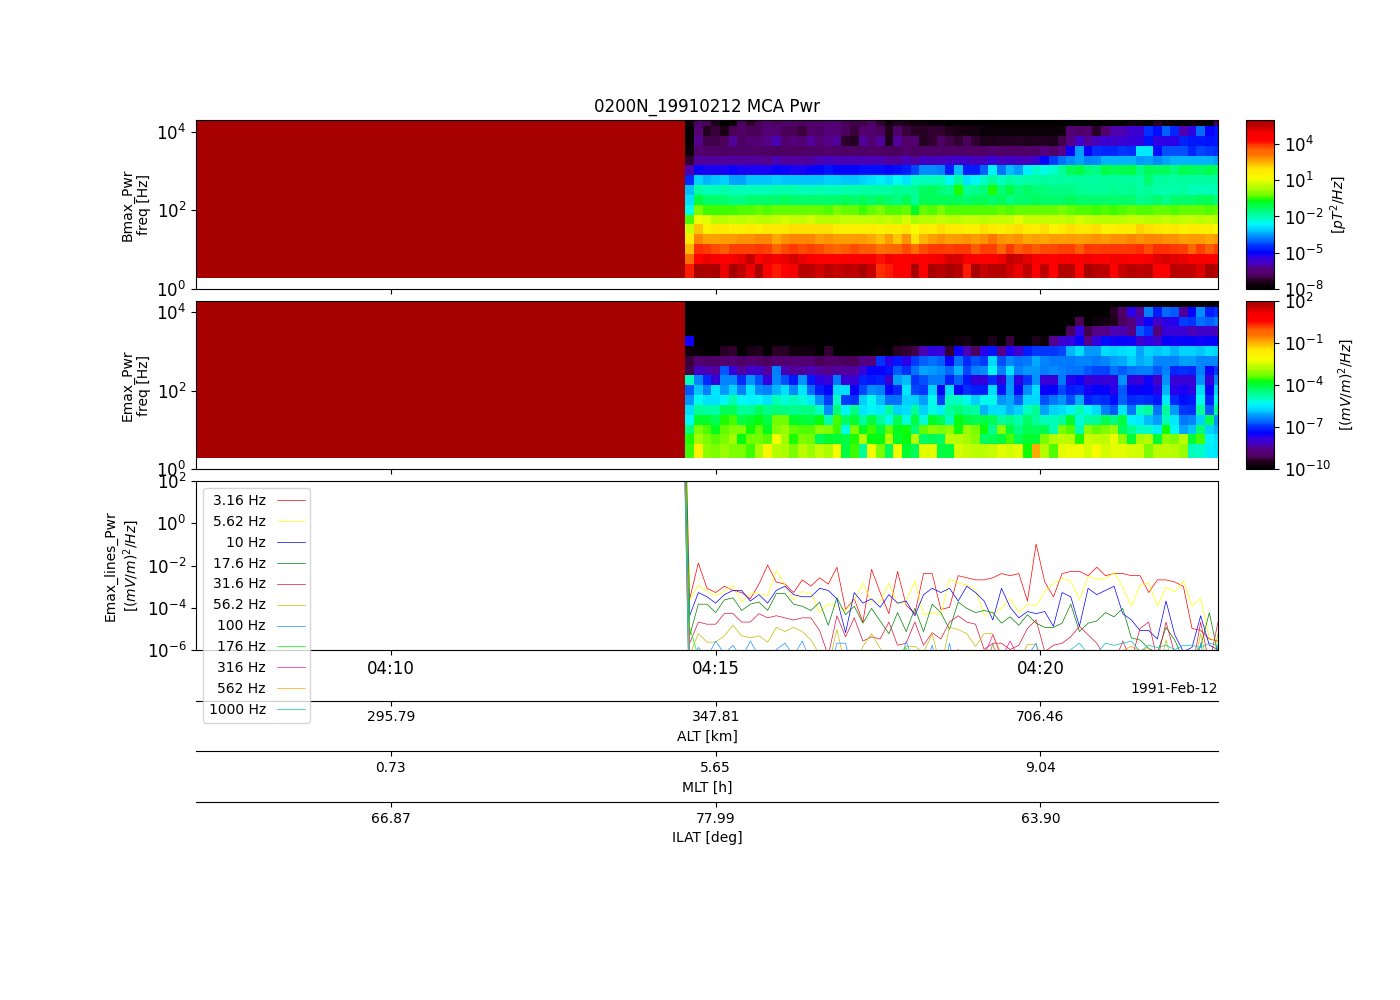 0200N_19910212 MCA Pwr
10^4
10^2
10^0
Bmax_Pwr
freq [Hz]
10^4
10^1
10^-2
10^-5
10^-8
[pT^2/Hz]
10^4
10^2
10^0
Emax_Pwr
freq [Hz]
10^2
10^-1
10^-4
10^-7
10^-10
[(mV/m)^2/Hz]
10^2
10^0
10^-2
10^-4
10^-6
Emax_lines_Pwr
[(mV/m)^2/Hz]
3.16 Hz
5.62 Hz
10 Hz
17.6 Hz
31.6 Hz
56.2 Hz
100 Hz
176 Hz
316 Hz
562 Hz
1000 Hz
04:10 04:15 04:20
1991-Feb-12
295.79 347.81 706.46
ALT [km]
0.73 5.65 9.04
MLT [h]
66.87 77.99 63.90
ILAT [deg]